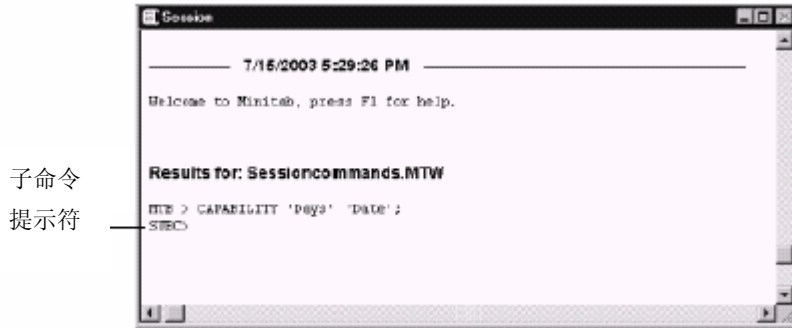 Session
7/15/2003 5:29:26 PM
Welcome to Minitab, press F1 for help.
Results for: Sessioncommands.MTW
MTB > CAPABILITY 'Days' 'Date';
SUBC>
子命令
提示符